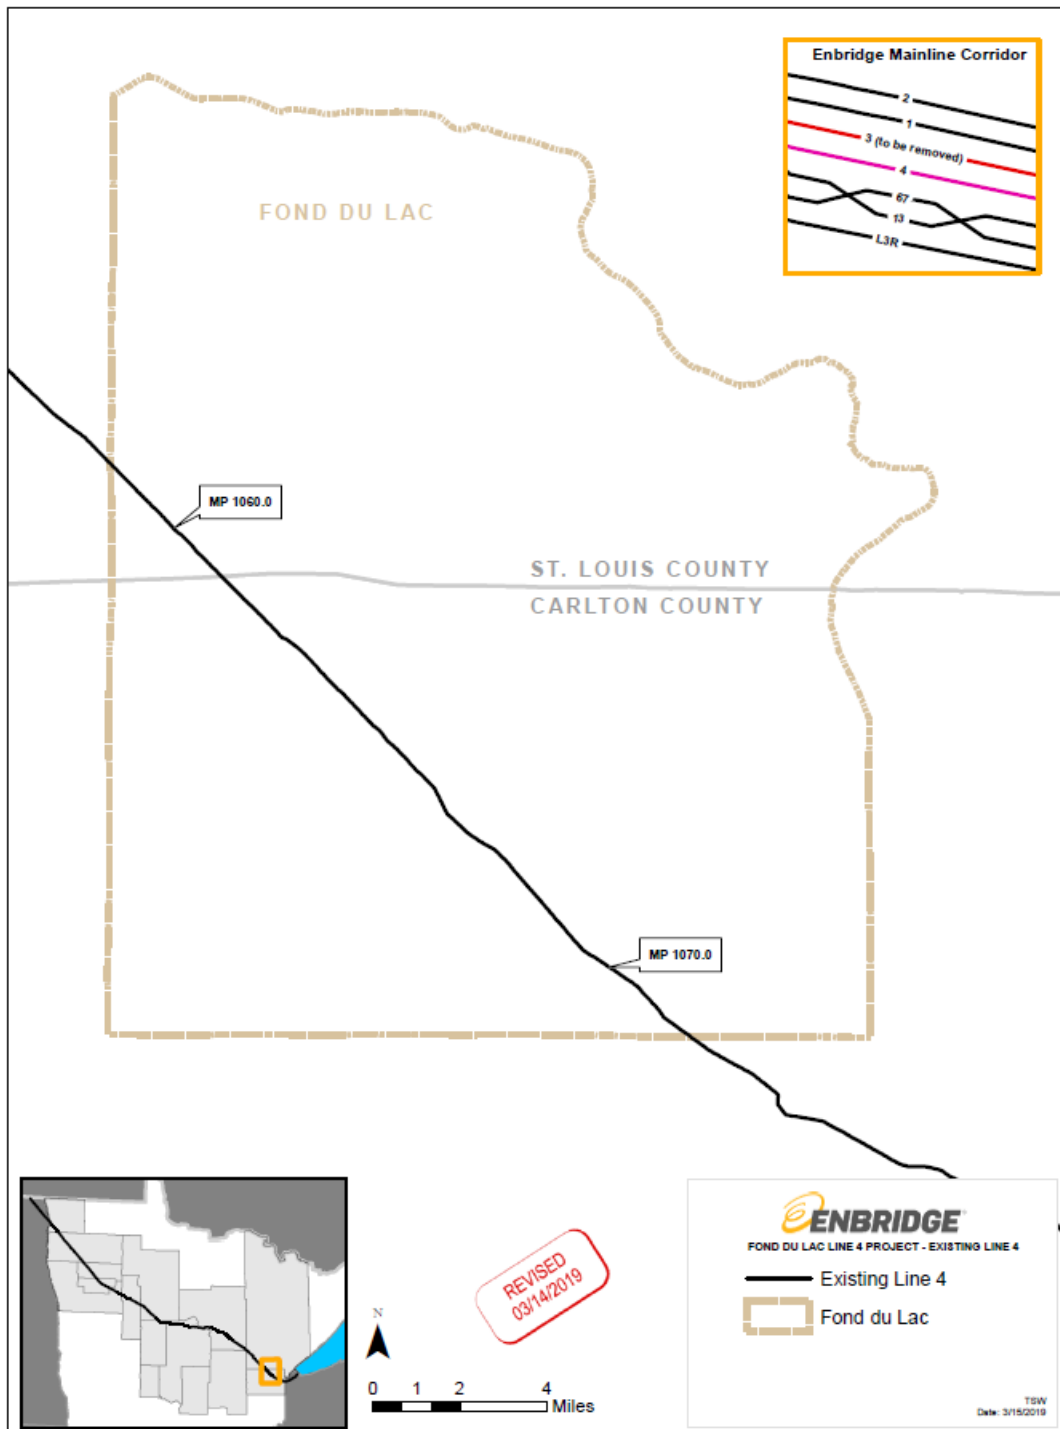 Enbridge Mainline Corridor
2
1
3 (to be removed)
4
67
13
L3R
FOND DU LAC
MP 1060.0
ST. LOUIS COUNTY
CARLTON COUNTY
MP 1070.0
REVISED
03/14/2019
N
0 1 2 4
Miles
ENBRIDGE
FOND DU LAC LINE 4 PROJECT - EXISTING LINE 4
Existing Line 4
Fond du Lac
TSW
Date: 3/15/2019